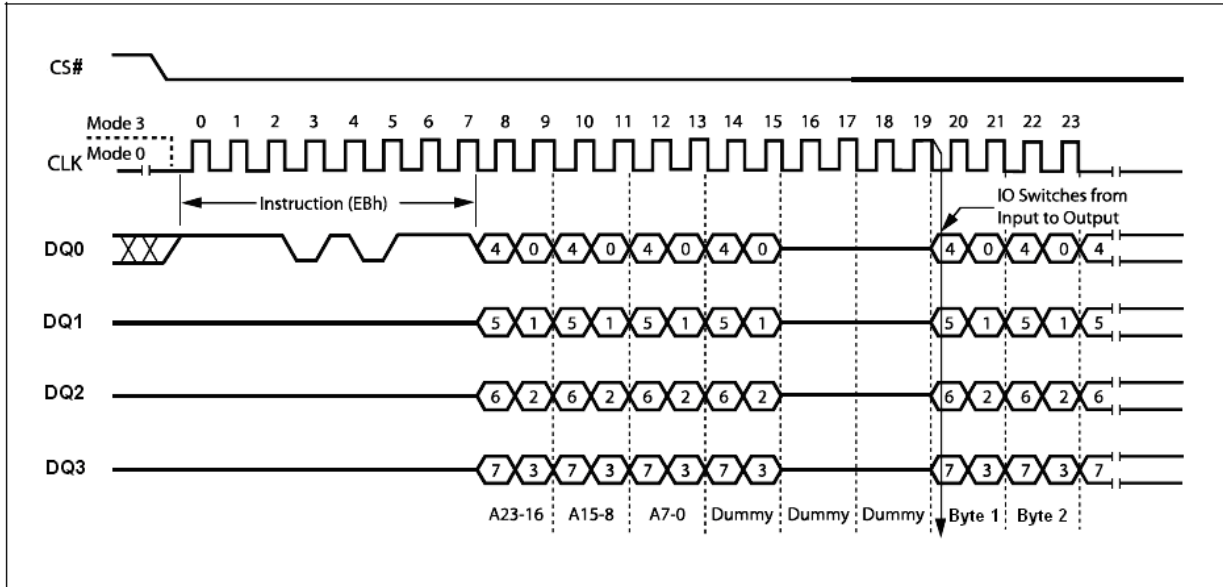 CS#
Mode 3
0 1 2 3 4 5 6 7 8 9 10 11 12 13 14 15 16 17 18 19 20 21 22 23
CLK
Mode 0
Instruction (EBh)
IO Switches from
Input to Output
DQ0
4 0 4 0 4 0 4 0 4 0 4 0 4
DQ1
5 1 5 1 5 1 5 1 5 1 5 1 5
DQ2
6 2 6 2 6 2 6 2 6 2 6 2 6
DQ3
7 3 7 3 7 3 7 3 7 3 7 3 7
A23-16 A15-8 A7-0 Dummy Dummy Dummy Byte 1 Byte 2